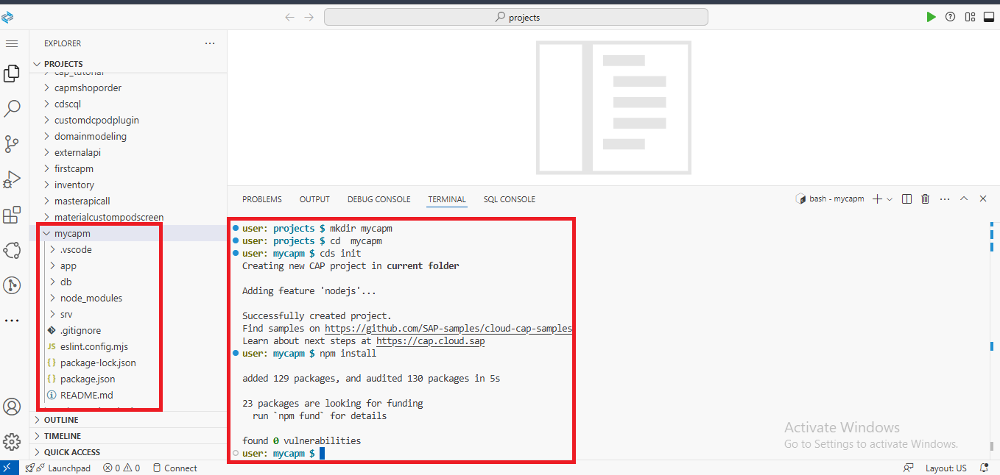 projects
EXPLORER
PROJECTS
cap_tutorial
capmshoporder
cdscql
customdcpodplugin
domainmodeling
externalapi
firstcapm
inventory
masterapicall
materialcustompodscreen
mycapm
.vscode
app
db
node_modules
srv
.gitignore
JS eslint.config.mjs
{} package-lock.json
{} package.json
README.md
OUTLINE
TIMELINE
QUICK ACCESS
PROBLEMS OUTPUT DEBUG CONSOLE TERMINAL SQL CONSOLE
bash - mycapm
user: projects $ mkdir mycapm
user: projects $ cd  mycapm
user: mycapm $ cds init
Creating new CAP project in current folder
Adding feature 'nodejs'...
Successfully created project.
Find samples on https://github.com/SAP-samples/cloud-cap-samples
Learn about next steps at https://cap.cloud.sap
user: mycapm $ npm install
added 129 packages, and audited 130 packages in 5s
23 packages are looking for funding
run `npm fund` for details
found 0 vulnerabilities
user: mycapm $
Activate Windows
Go to Settings to activate Windows.
Launchpad 0 0 Connect
Layout: US